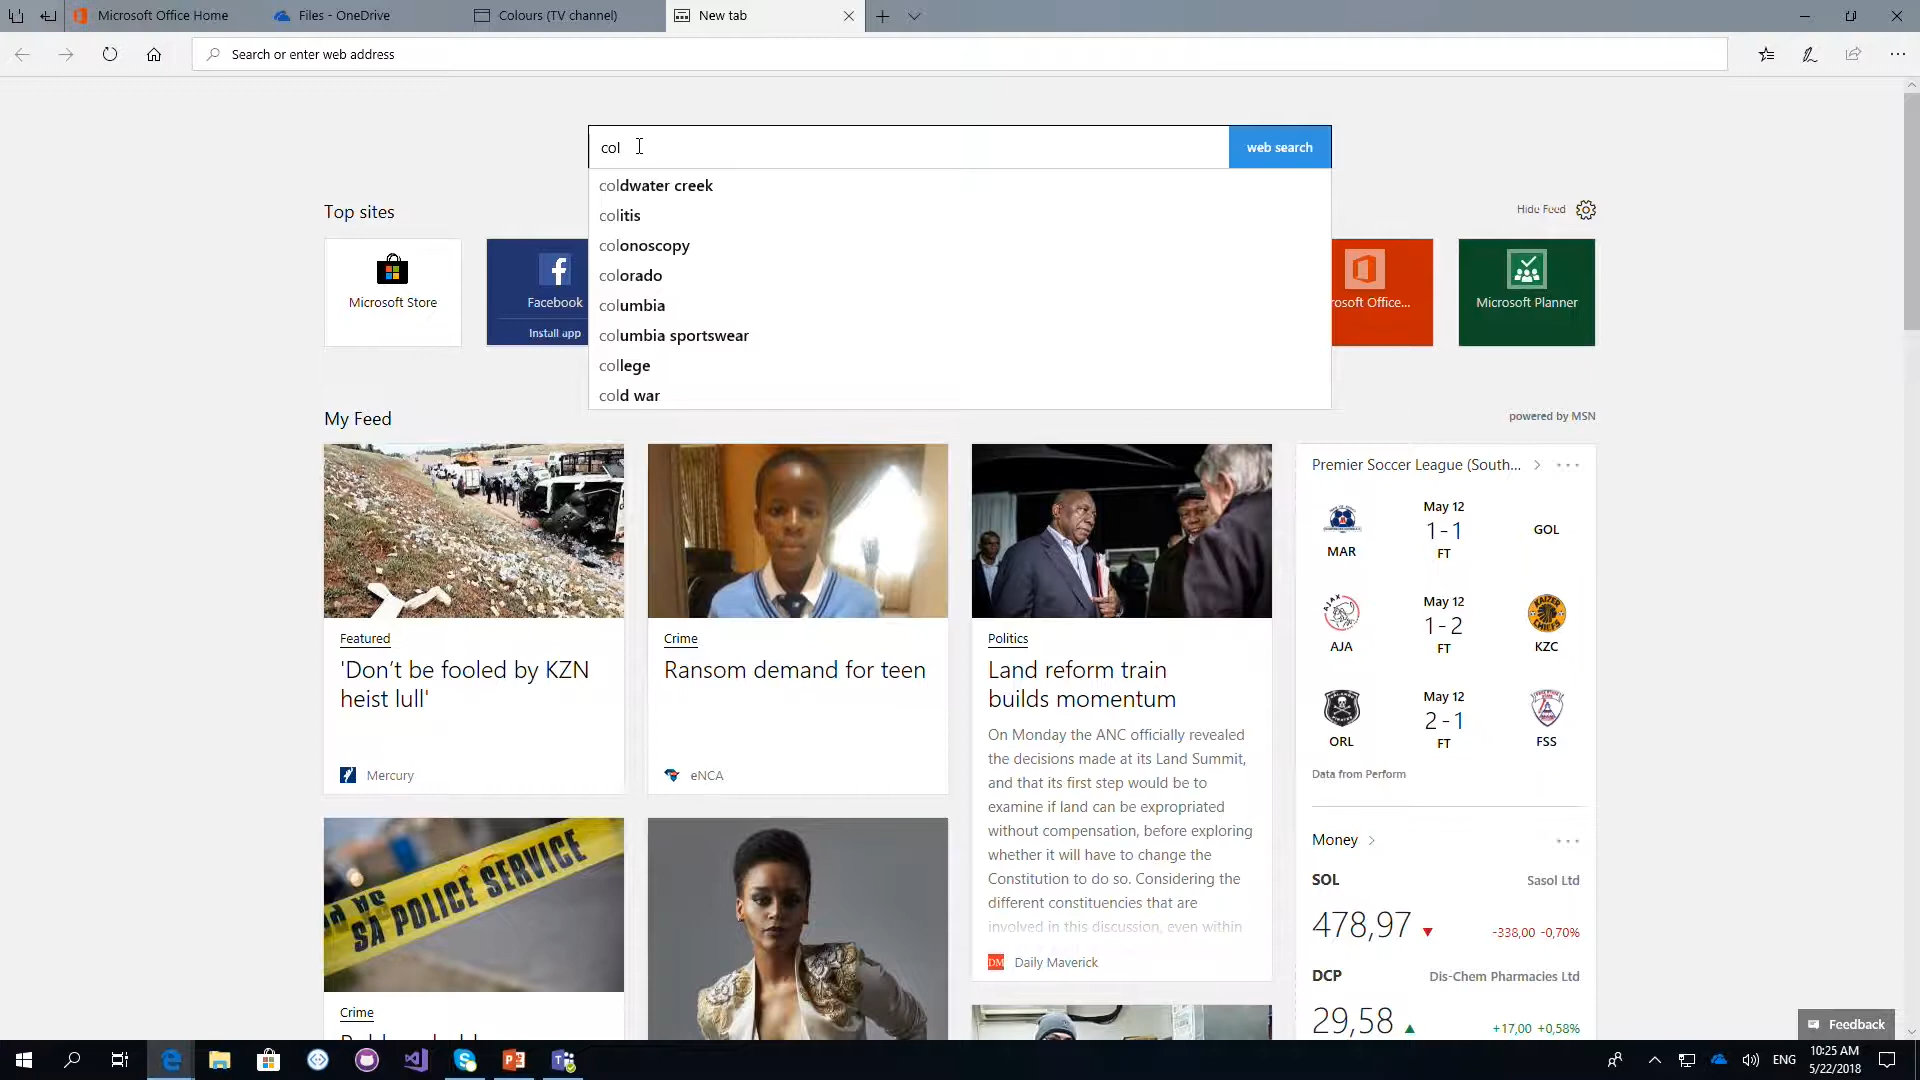 Microsoft Office Home
Files - OneDrive
Colours (TV channel)
New tab
Search or enter web address
col
web search
coldwater creek
colitis
colonoscopy
colorado
columbia
columbia sportswear
college
cold war
Top sites
Hide Feed
Microsoft Store
Facebook
Install app
rosoft Office...
Microsoft Planner
My Feed
powered by MSN
Featured
'Don’t be fooled by KZN
heist lull'
Mercury
Crime
Ransom demand for teen
eNCA
Politics
Land reform train
builds momentum
On Monday the ANC officially revealed
the decisions made at its Land Summit,
and that its first step would be to
examine if land can be expropriated
without compensation, before exploring
whether it will have to change the
Constitution to do so. Considering the
different constituencies that are
involved in this discussion, even within
DM
Daily Maverick
Premier Soccer League (South...
May 12
MAR
1-1
GOL
FT
May 12
AJA
1-2
KZC
FT
May 12
ORL
2-1
FSS
FT
Data from Perform
Money
SOL
Sasol Ltd
478,97
-338,00 -0,70%
DCP
Dis-Chem Pharmacies Ltd
29,58
+17,00 +0,58%
SA POLICE SERVICE
Crime
Feedback
ENG
10:25 AM
5/22/2018